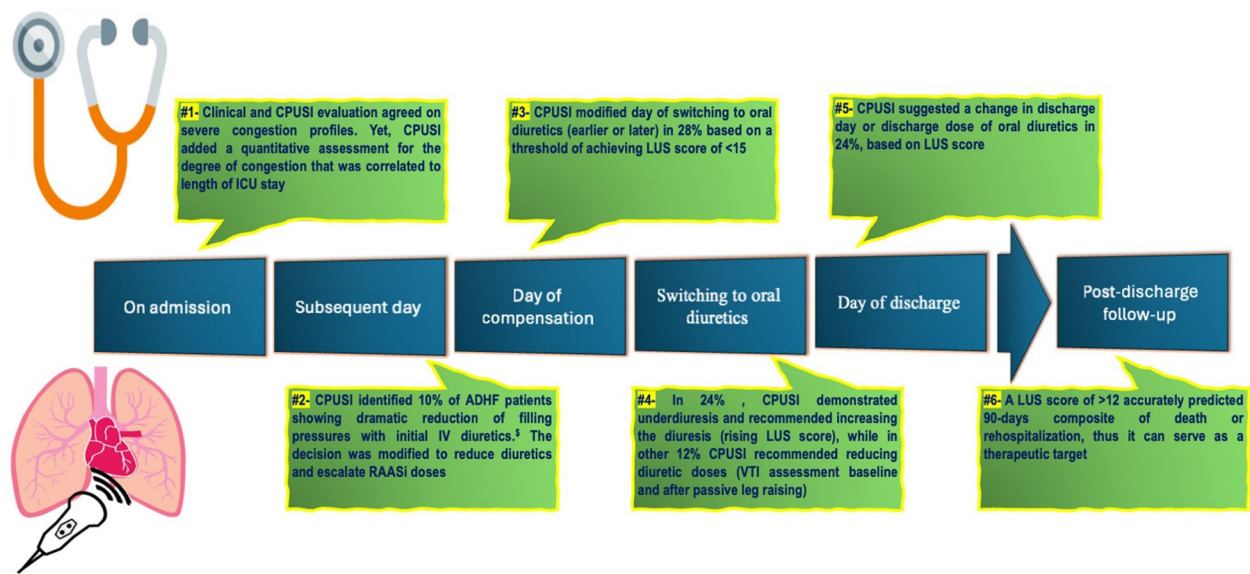 #1- Clinical and CPUSI evaluation agreed on
severe congestion profiles. Yet, CPUSI
added a quantitative assessment for the
degree of congestion that was correlated to
length of ICU stay
#3- CPUSI modified day of switching to oral
diuretics (earlier or later) in 28% based on a
threshold of achieving LUS score of <15
#5- CPUSI suggested a change in discharge
day or discharge dose of oral diuretics in
24%, based on LUS score
On admission
Subsequent day
Day of
compensation
Switching to oral
diuretics
Day of discharge
Post-discharge
follow-up
#2- CPUSI identified 10% of ADHF patients
showing dramatic reduction of filling
pressures with initial IV diuretics.$ The
decision was modified to reduce diuretics
and escalate RAASi doses
#4- In 24% , CPUSI demonstrated
underdiuresis and recommended increasing
the diuresis (rising LUS score), while in
other 12% CPUSI recommended reducing
diuretic doses (VTI assessment baseline
and after passive leg raising)
#6- A LUS score of >12 accurately predicted
90-days composite of death or
rehospitalization, thus it can serve as a
therapeutic target